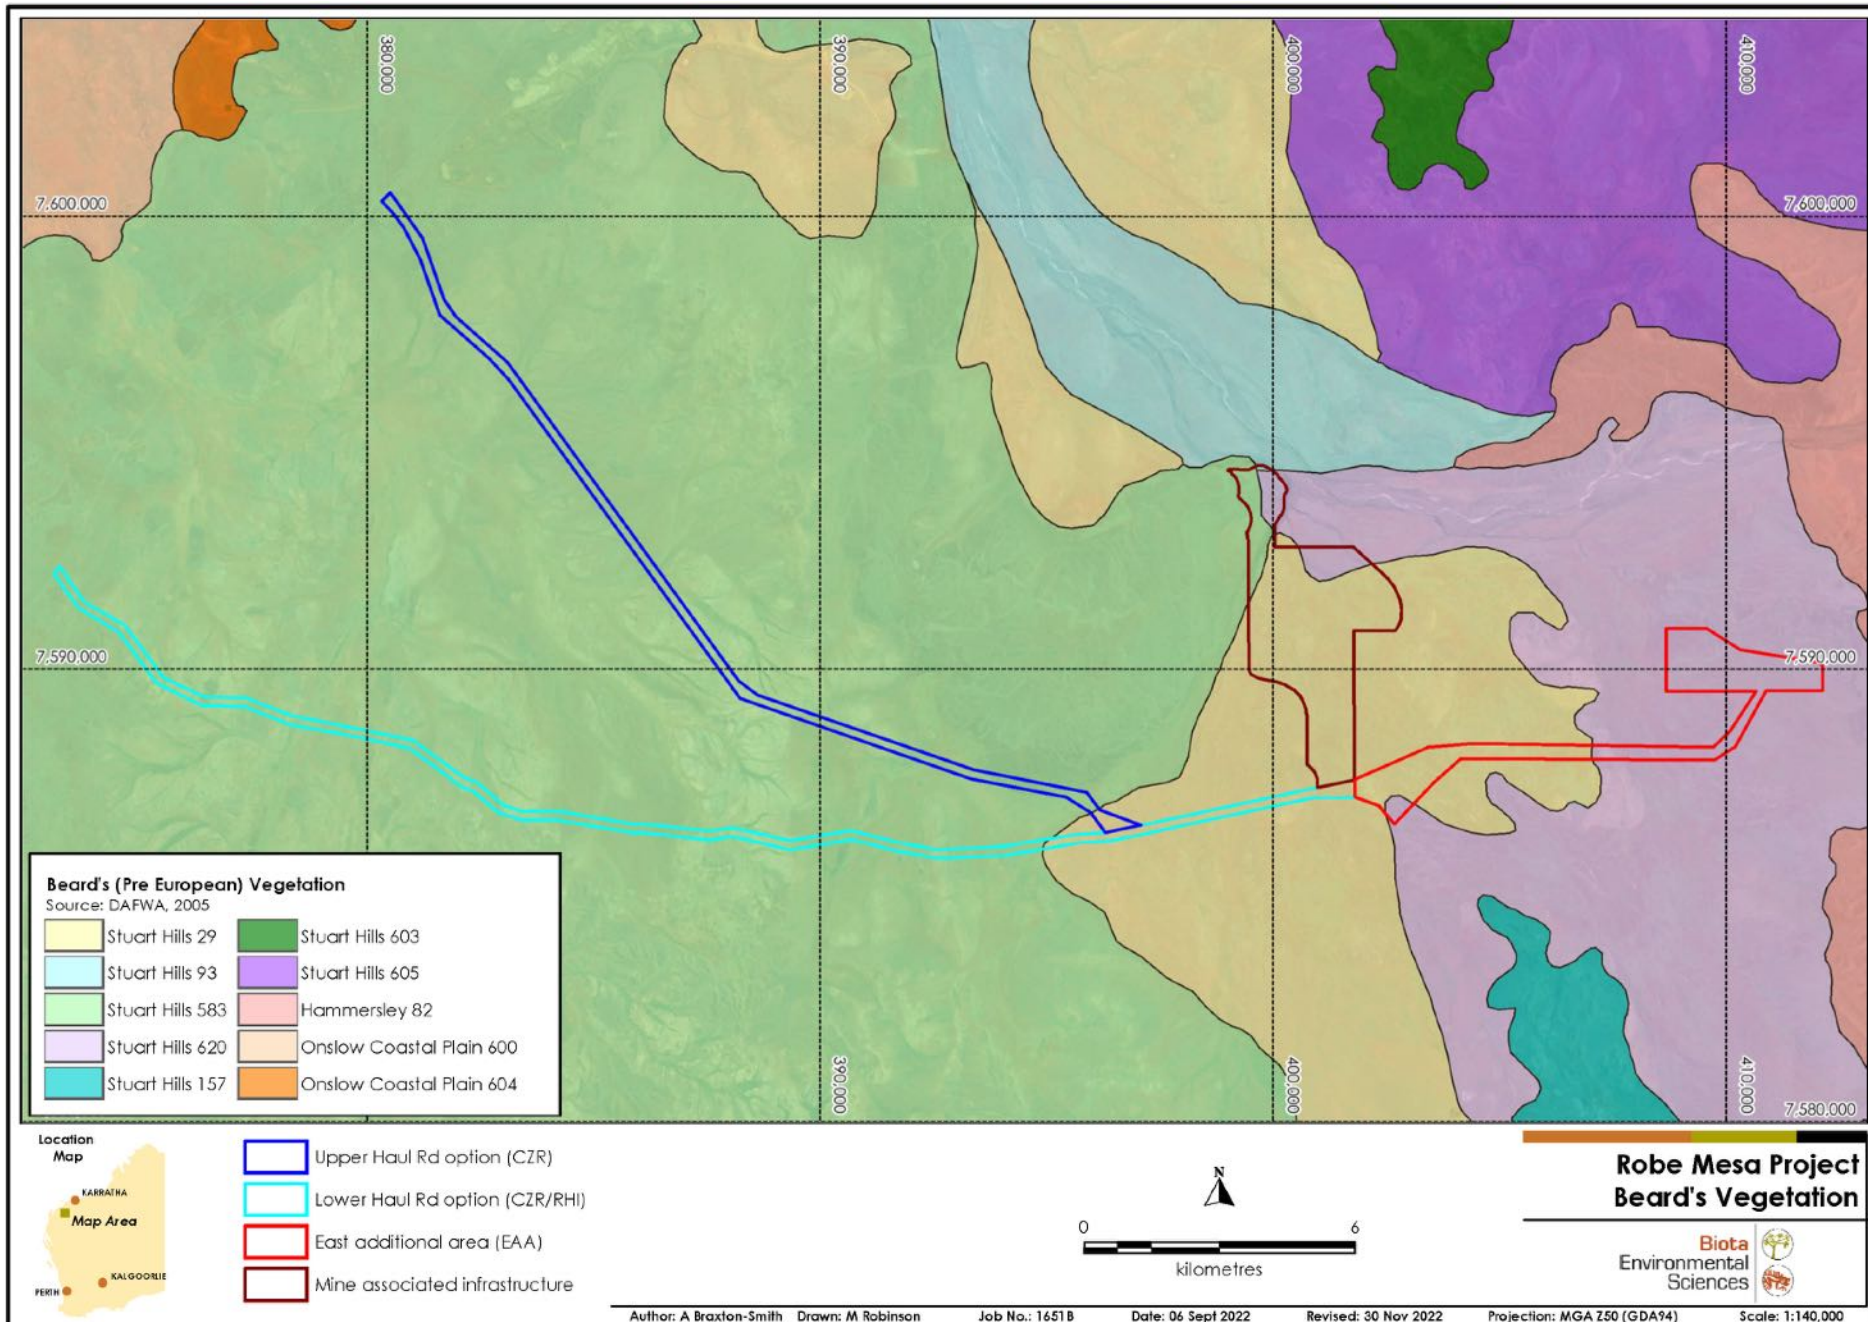 380,000
390,000
400,000
410,000
7,600,000
7,600,000
7,590,000
7,590,000
390,000
400,000
410,000
7,580,000
Beard's (Pre European) Vegetation
Source: DAFWA, 2005
Stuart Hills 29
Stuart Hills 603
Stuart Hills 93
Stuart Hills 605
Stuart Hills 583
Hammersley 82
Stuart Hills 620
Onslow Coastal Plain 600
Stuart Hills 157
Onslow Coastal Plain 604
Location
Map
KARRATHA
Map Area
KALGOORLIE
PERTH
Upper Haul Rd option (CZR)
Lower Haul Rd option (CZR/RHI)
East additional area (EAA)
Mine associated infrastructure
N
0 6
kilometres
Robe Mesa Project
Beard's Vegetation
Biota
Environmental
Sciences
Author: A Braxton-Smith Drawn: M Robinson Job No.: 1651B Date: 06 Sept 2022 Revised: 30 Nov 2022 Projection: MGA Z50 (GDA94) Scale: 1:140,000